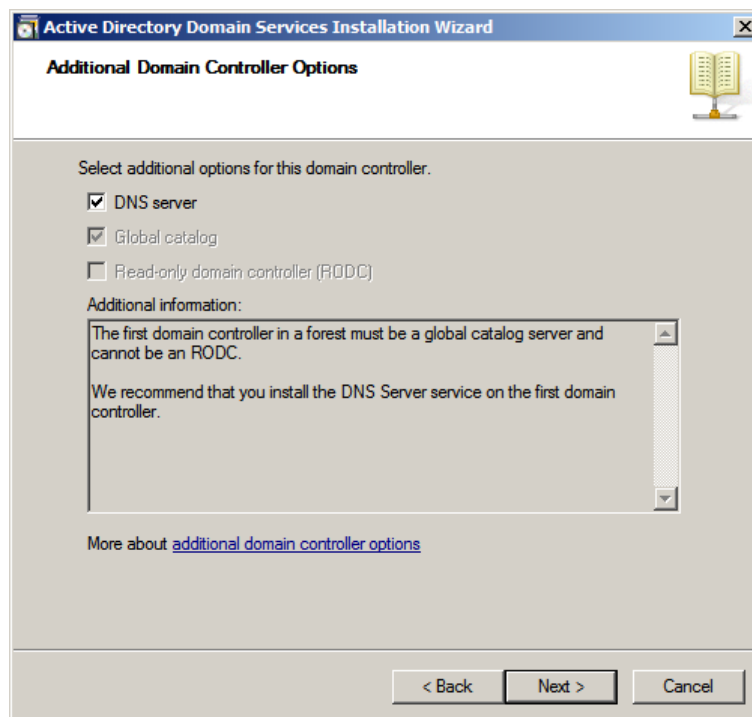 Active Directory Domain Services Installation Wizard
Additional Domain Controller Options
Select additional options for this domain controller.
DNS server
Global catalog
Read-only domain controller (RODC)
Additional information:
The first domain controller in a forest must be a global catalog server and
cannot be an RODC.
We recommend that you install the DNS Server service on the first domain
controller.
More about additional domain controller options
< Back Next > Cancel